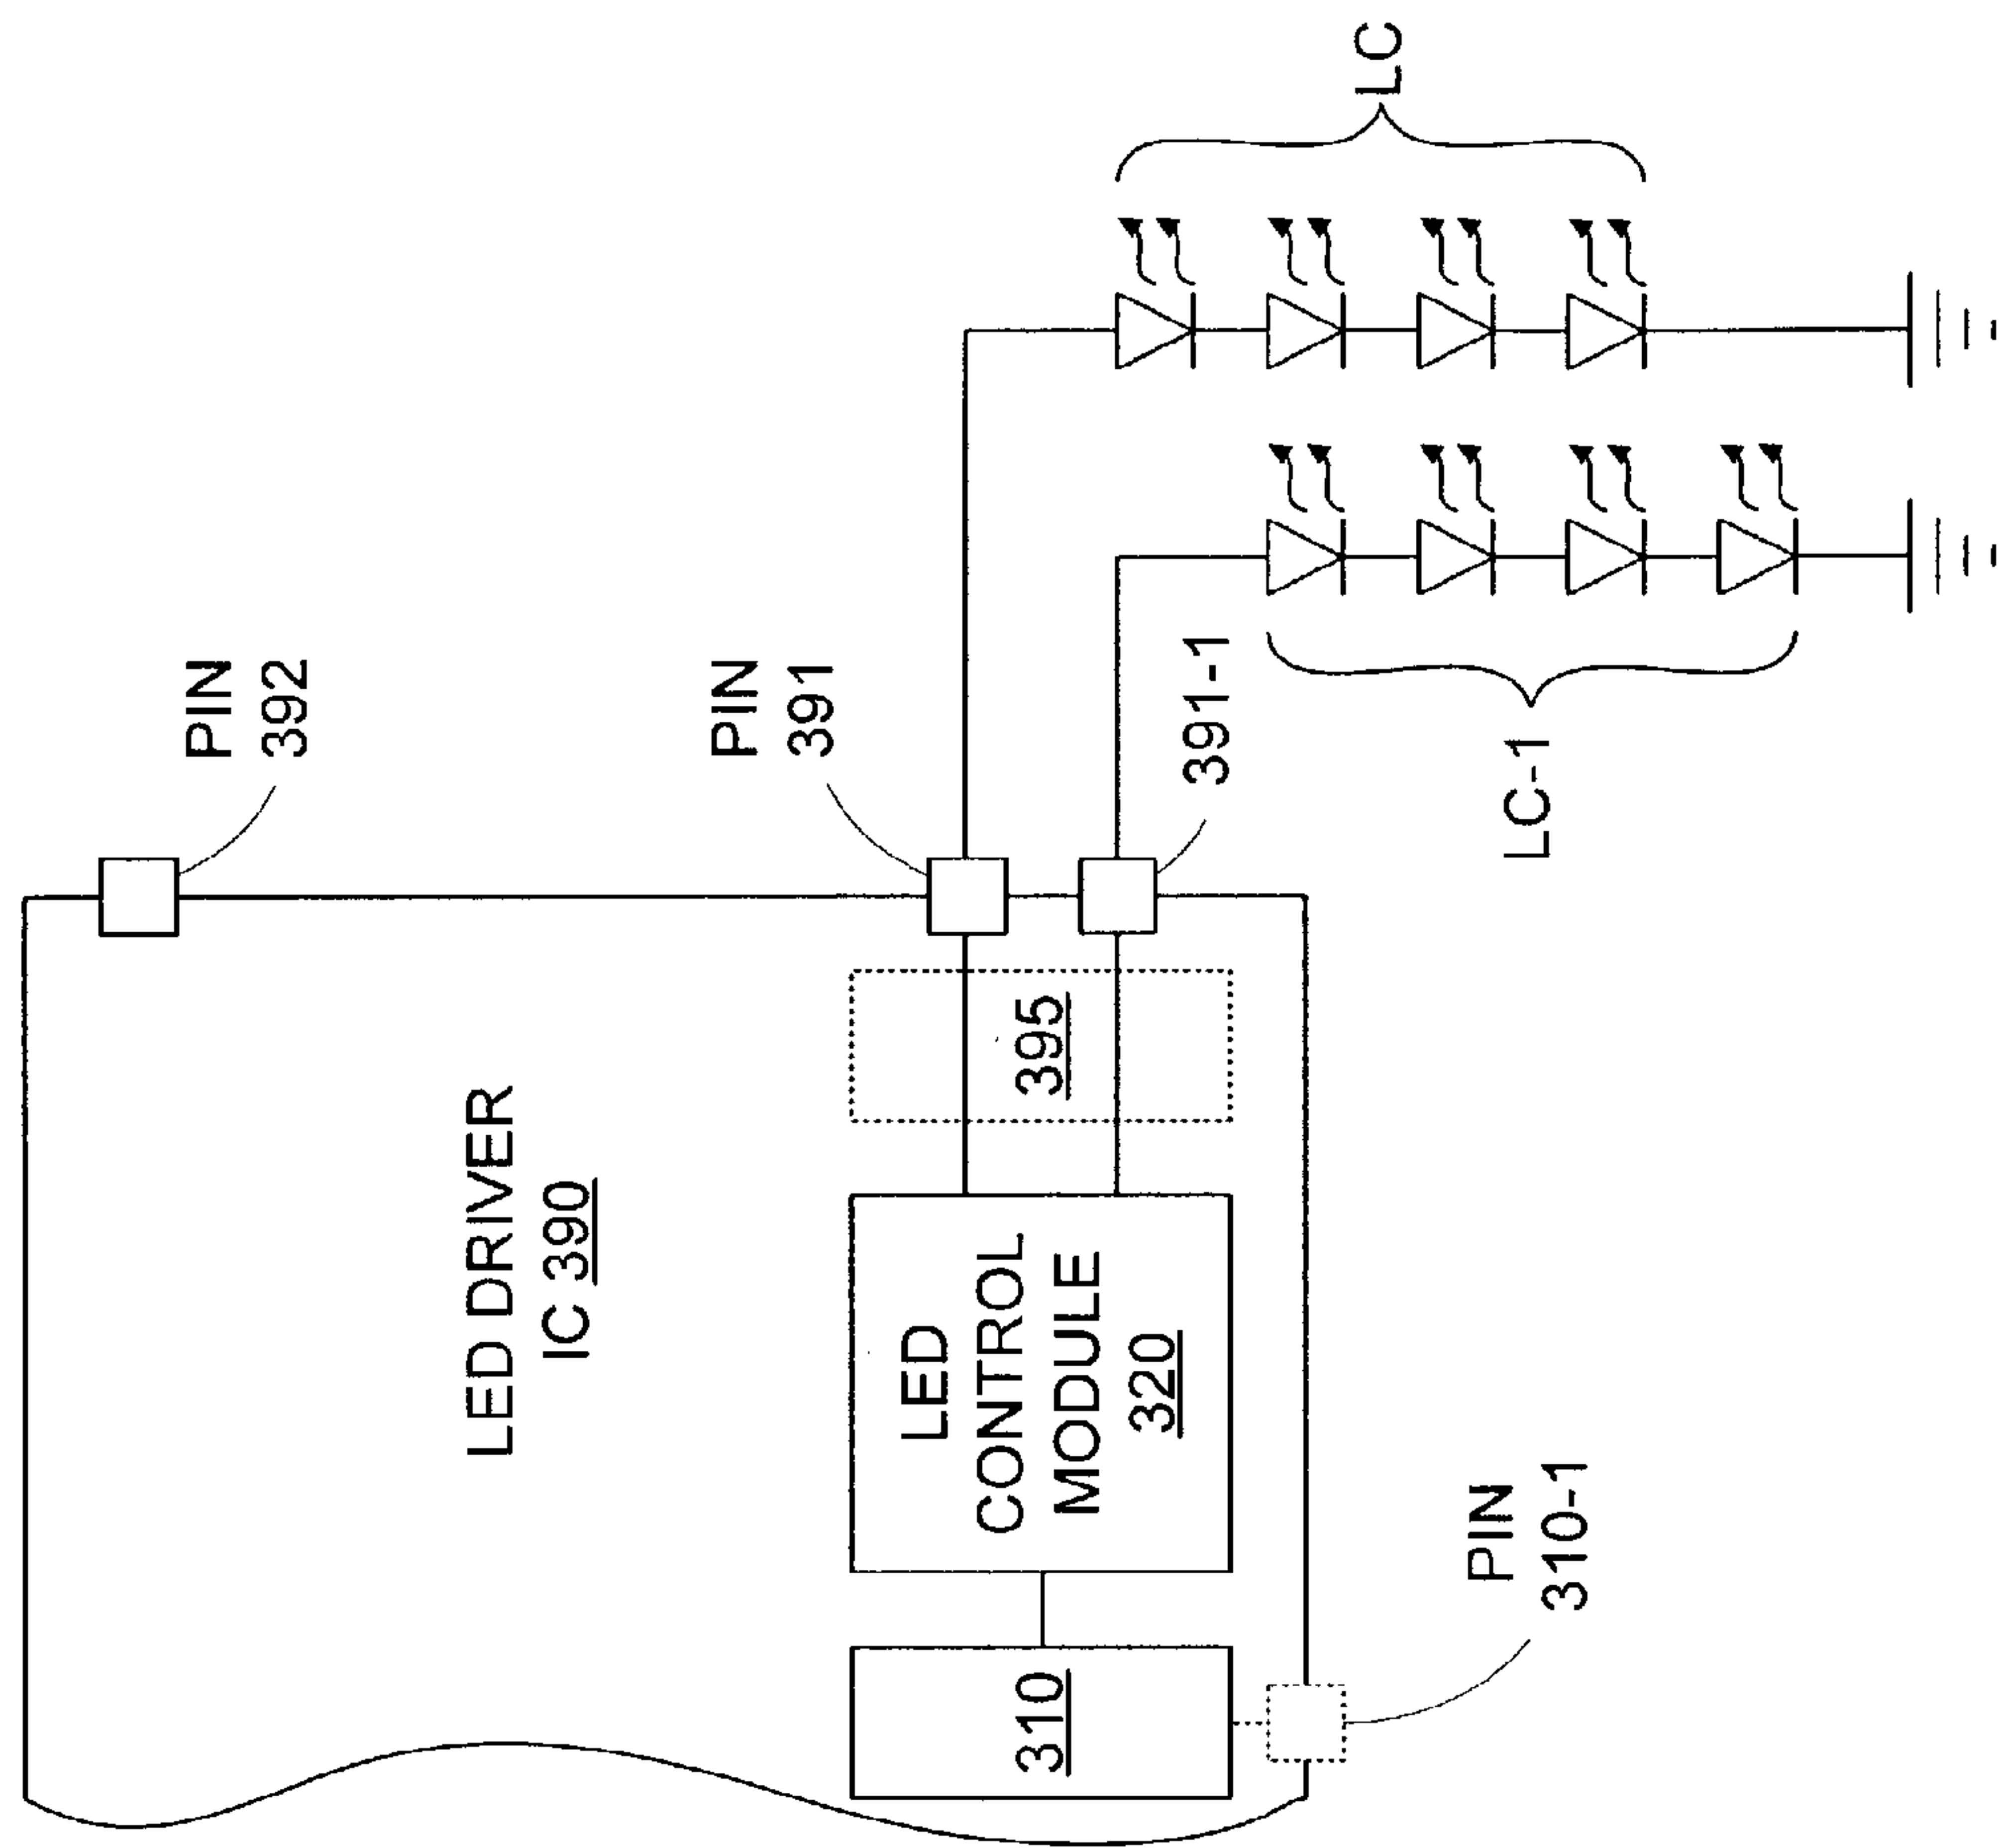 PIN
392
PIN
391
391-1
LC
LC-1
LED DRIVER
IC 390
395
LED
CONTROL
MODULE
320
310
PIN
310-1